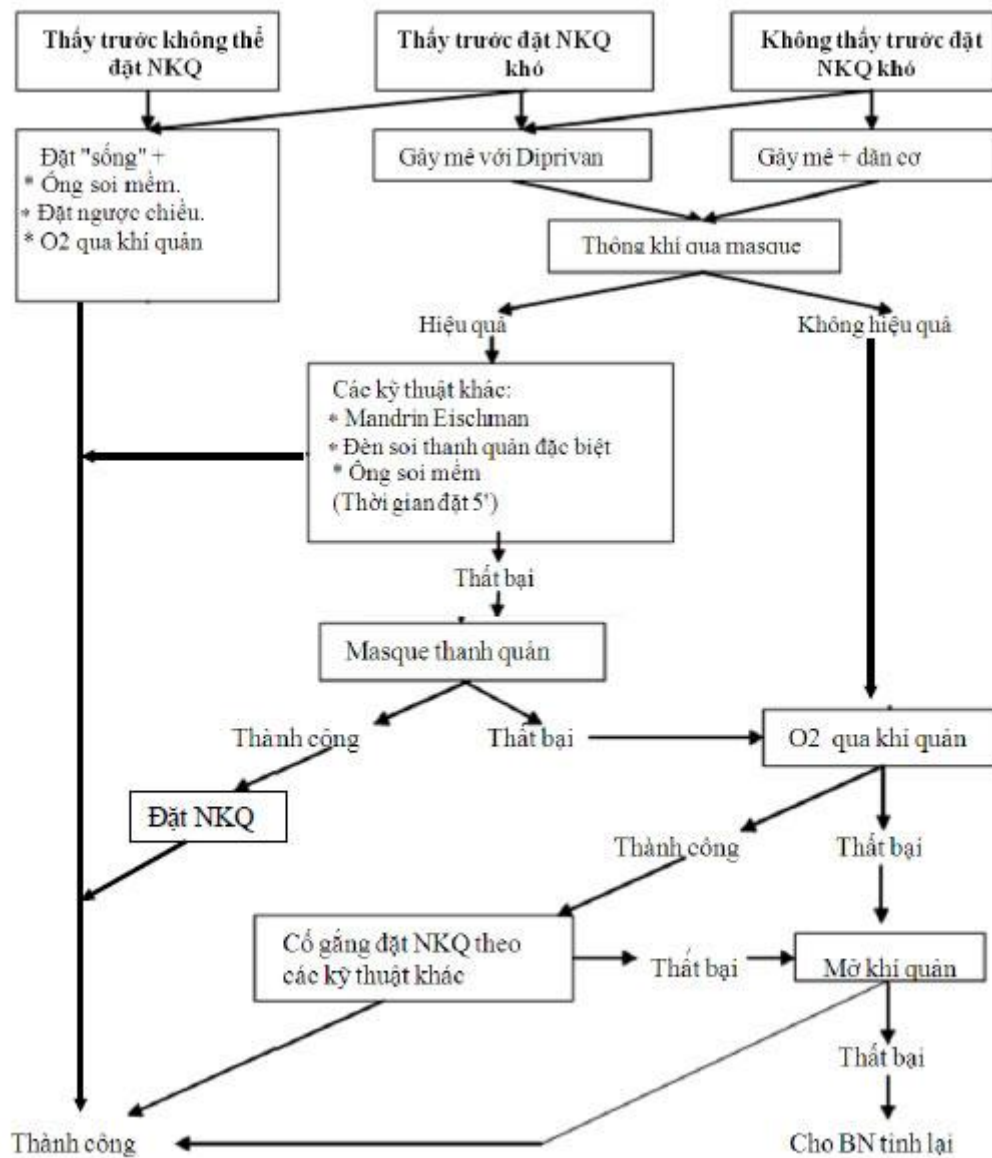 Thấy trước không thể
đặt NKQ
Thấy trước đặt NKQ
khó
Không thấy trước đặt
NKQ khó
Đặt "sống" +
* Ống soi mềm.
* Đặt ngược chiều.
* O2 qua khí quản
Gây mê với Diprivan
Gây mê + dãn cơ
Thông khí qua masque
Hiệu quả
Không hiệu quả
Các kỹ thuật khác:
* Mandrin Eischman
* Đèn soi thanh quản đặc biệt
* Ống soi mềm
(Thời gian đặt 5')
Thất bại
Masque thanh quản
Thành công
Thất bại
O2 qua khí quản
Đặt NKQ
Thành công
Thất bại
Cố gắng đặt NKQ theo
các kỹ thuật khác
Thất bại
Mở khí quản
Thất bại
Thành công
Cho BN tỉnh lại